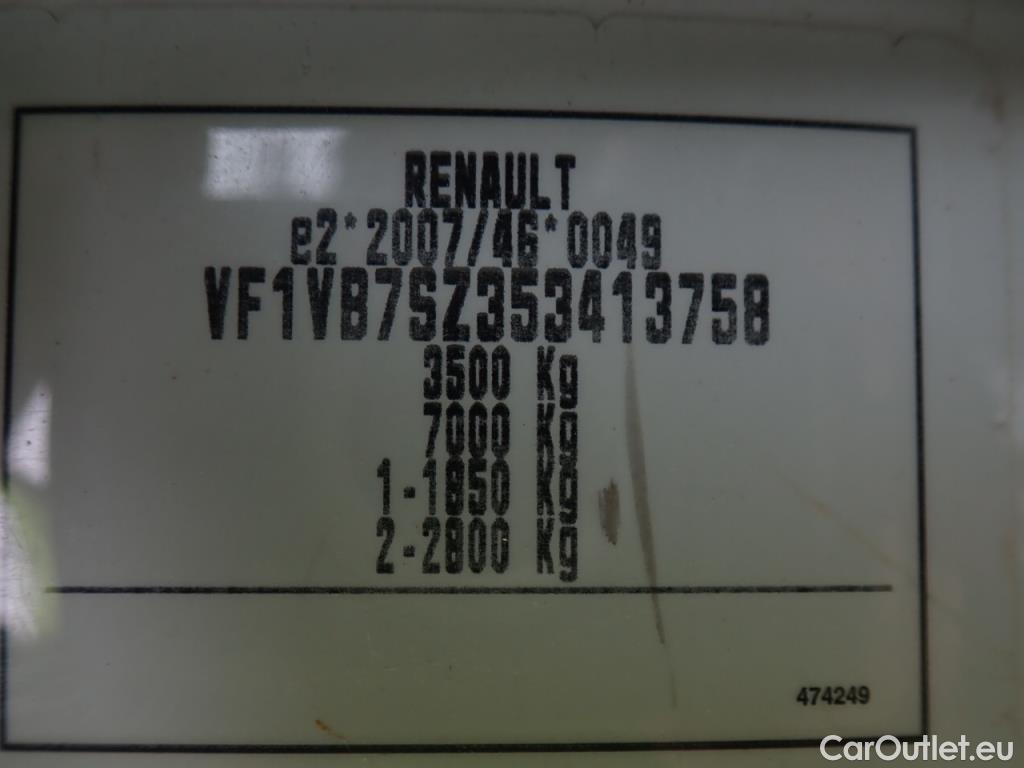 RENAULT
e2*2007/46*0049
VF1VB7SZ353413758
3500 Kg
7000 Kg
1-1850 Kg
2-2800 Kg
474249
CarOutlet.eu